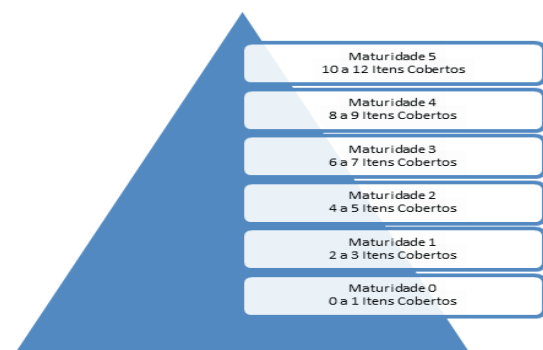 Maturidade 5
10 a 12 Itens Cobertos
Maturidade 4
8 a 9 Itens Cobertos
Maturidade 3
6 a 7 Itens Cobertos
Maturidade 2
4 a 5 Itens Cobertos
Maturidade 1
2 a 3 Itens Cobertos
Maturidade 0
0 a 1 Itens Cobertos